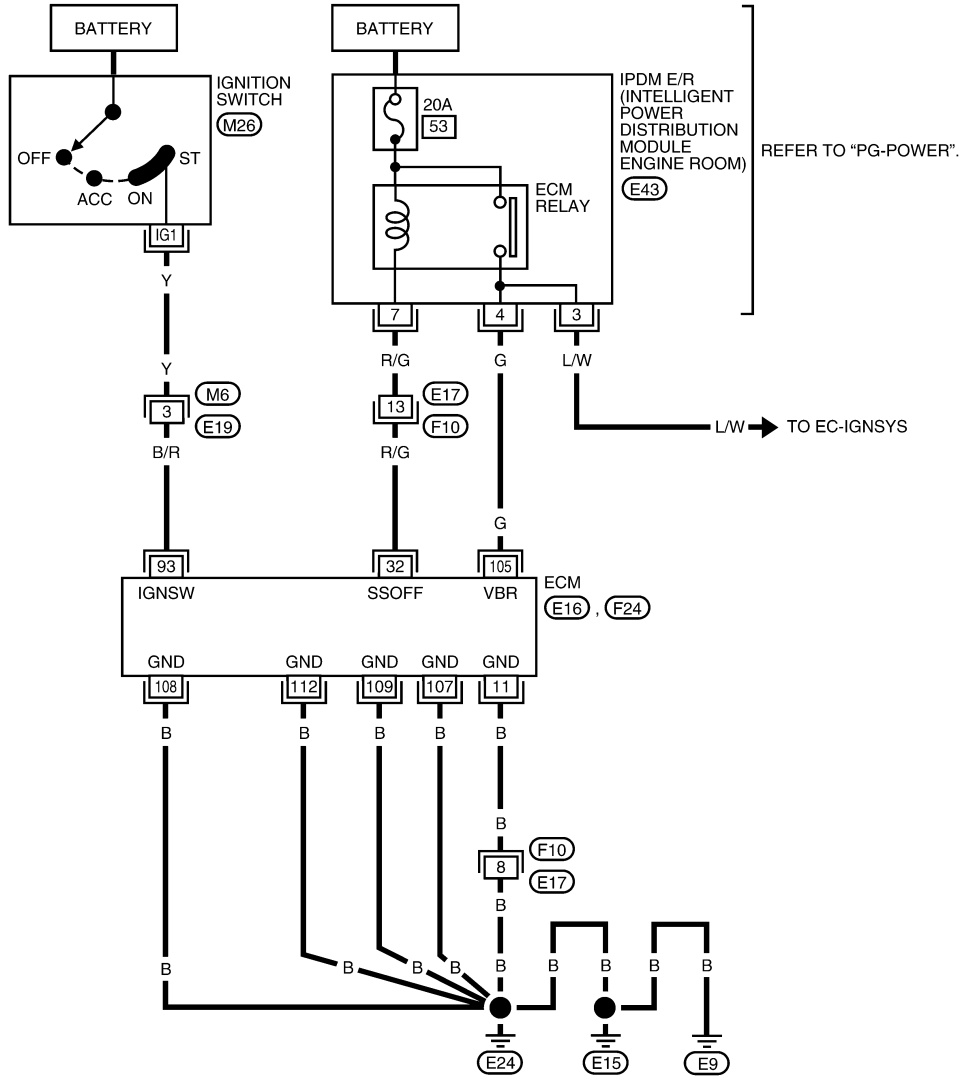 BATTERY
BATTERY
IGNITION
SWITCH
M26
OFF
ST
ACC
ON
IG1
20A
53
ECM
RELAY
IPDM E/R
(INTELLIGENT
POWER
DISTRIBUTION
MODULE
ENGINE ROOM)
E43
REFER TO “PG-POWER”.
7
4
3
Y
R/G
G
L/W
Y
M6
3
E19
B/R
E17
13
F10
R/G
L/W
TO EC-IGNSYS
G
93
32
105
IGNSW
SSOFF
VBR
ECM
E16 , F24
GND
GND
GND
GND
GND
108
112
109
107
11
B
B
B
B
B
B
F10
8
E17
B
B
B
B
B
B
B
B
B
B
E24
E15
E9